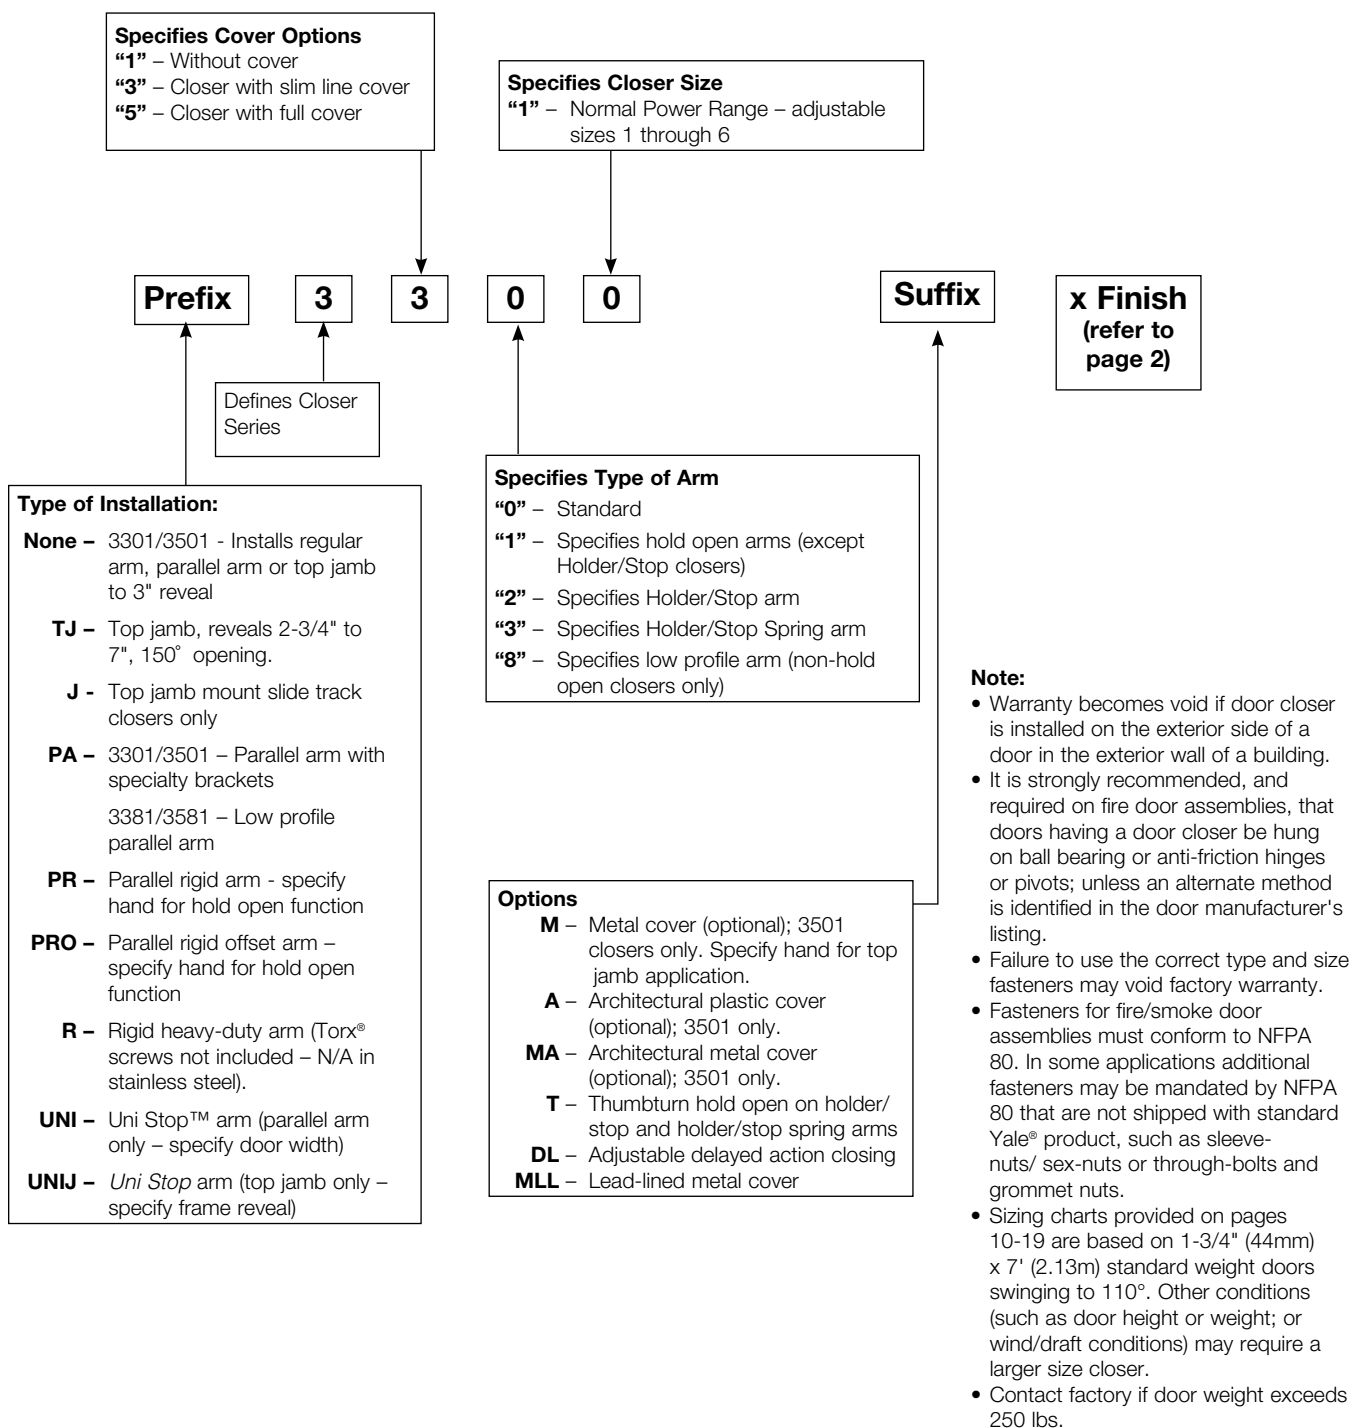 Specifies Cover Options
“1” – Without cover
“3” – Closer with slim line cover
“5” – Closer with full cover
Specifies Closer Size
“1” – Normal Power Range – adjustable
sizes 1 through 6
Prefix
3
3
0
0
Suffix
x Finish
(refer to
page 2)
Defines Closer
Series
Type of Installation:
None – 3301/3501 - Installs regular
arm, parallel arm or top jamb
to 3" reveal
TJ – Top jamb, reveals 2-3/4" to
7", 150° opening.
J - Top jamb mount slide track
closers only
PA – 3301/3501 – Parallel arm with
specialty brackets
3381/3581 – Low profile
parallel arm
PR – Parallel rigid arm - specify
hand for hold open function
PRO – Parallel rigid offset arm –
specify hand for hold open
function
R – Rigid heavy-duty arm (Torx®
screws not included – N/A in
stainless steel).
UNI – Uni Stop™ arm (parallel arm
only – specify door width)
UNIJ – Uni Stop arm (top jamb only –
specify frame reveal)
Specifies Type of Arm
“0” – Standard
“1” – Specifies hold open arms (except
Holder/Stop closers)
“2” – Specifies Holder/Stop arm
“3” – Specifies Holder/Stop Spring arm
“8” – Specifies low profile arm (non-hold
open closers only)
Options
M – Metal cover (optional); 3501
closers only. Specify hand for top
jamb application.
A – Architectural plastic cover
(optional); 3501 only.
MA – Architectural metal cover
(optional); 3501 only.
T – Thumbturn hold open on holder/
stop and holder/stop spring arms
DL – Adjustable delayed action closing
MLL – Lead-lined metal cover
Note:
• Warranty becomes void if door closer
is installed on the exterior side of a
door in the exterior wall of a building.
• It is strongly recommended, and
required on fire door assemblies, that
doors having a door closer be hung
on ball bearing or anti-friction hinges
or pivots; unless an alternate method
is identified in the door manufacturer's
listing.
• Failure to use the correct type and size
fasteners may void factory warranty.
• Fasteners for fire/smoke door
assemblies must conform to NFPA
80. In some applications additional
fasteners may be mandated by NFPA
80 that are not shipped with standard
Yale® product, such as sleeve-
nuts/ sex-nuts or through-bolts and
grommet nuts.
• Sizing charts provided on pages
10-19 are based on 1-3/4" (44mm)
x 7' (2.13m) standard weight doors
swinging to 110°. Other conditions
(such as door height or weight; or
wind/draft conditions) may require a
larger size closer.
• Contact factory if door weight exceeds
250 lbs.